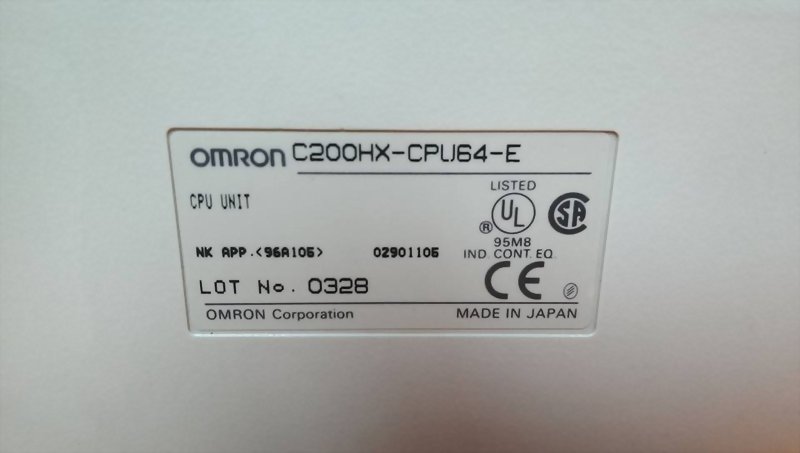 OMRON C200HX-CPU64-E
CPU UNIT
LISTED
UL ® SA
95M8
NK APP.<96A105> 02901105 IND. CONT. EQ.
LOT No. 0328 CE
OMRON Corporation MADE IN JAPAN